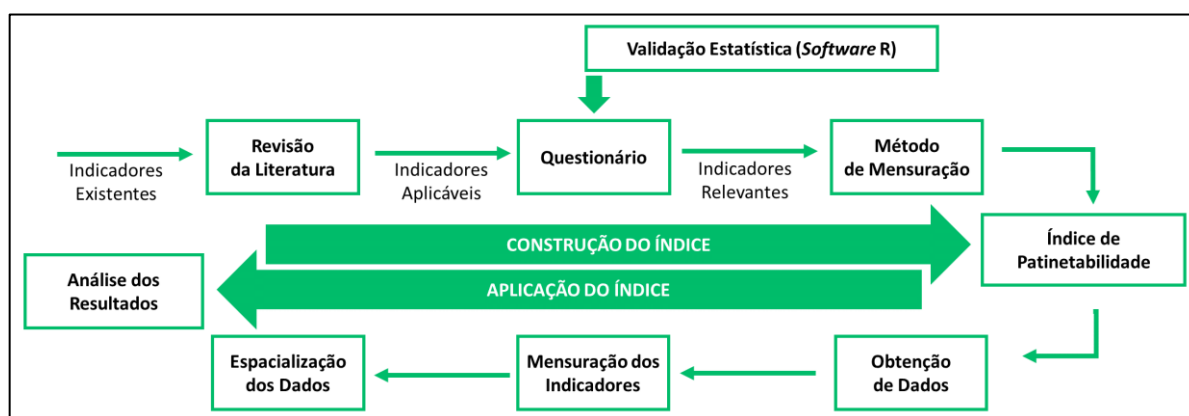 Validação Estatística (Software R)
Indicadores
Existentes
Revisão
da Literatura
Indicadores
Aplicáveis
Questionário
Indicadores
Relevantes
Método
de Mensuração
CONSTRUÇÃO DO ÍNDICE
Índice de
Patinetabilidade
APLICAÇÃO DO ÍNDICE
Análise dos
Resultados
Espacialização
dos Dados
Mensuração dos
Indicadores
Obtenção
de Dados